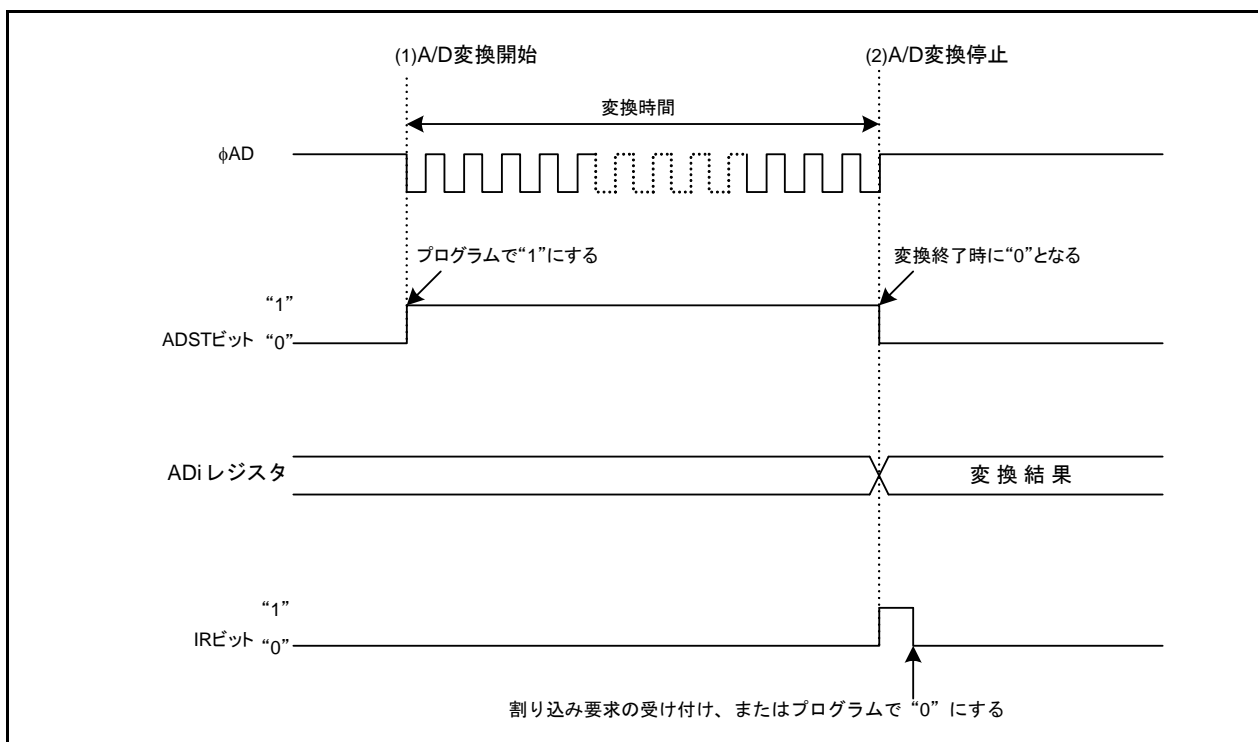 (1)A/D変換開始 (2)A/D変換停止
変換時間
φAD
プログラムで“1”にする 変換終了時に“0”となる
“1”
ADSTビット “0”
ADiレジスタ 変換結果
“1”
IRビット “0”
割り込み要求の受け付け、またはプログラムで“0”にする